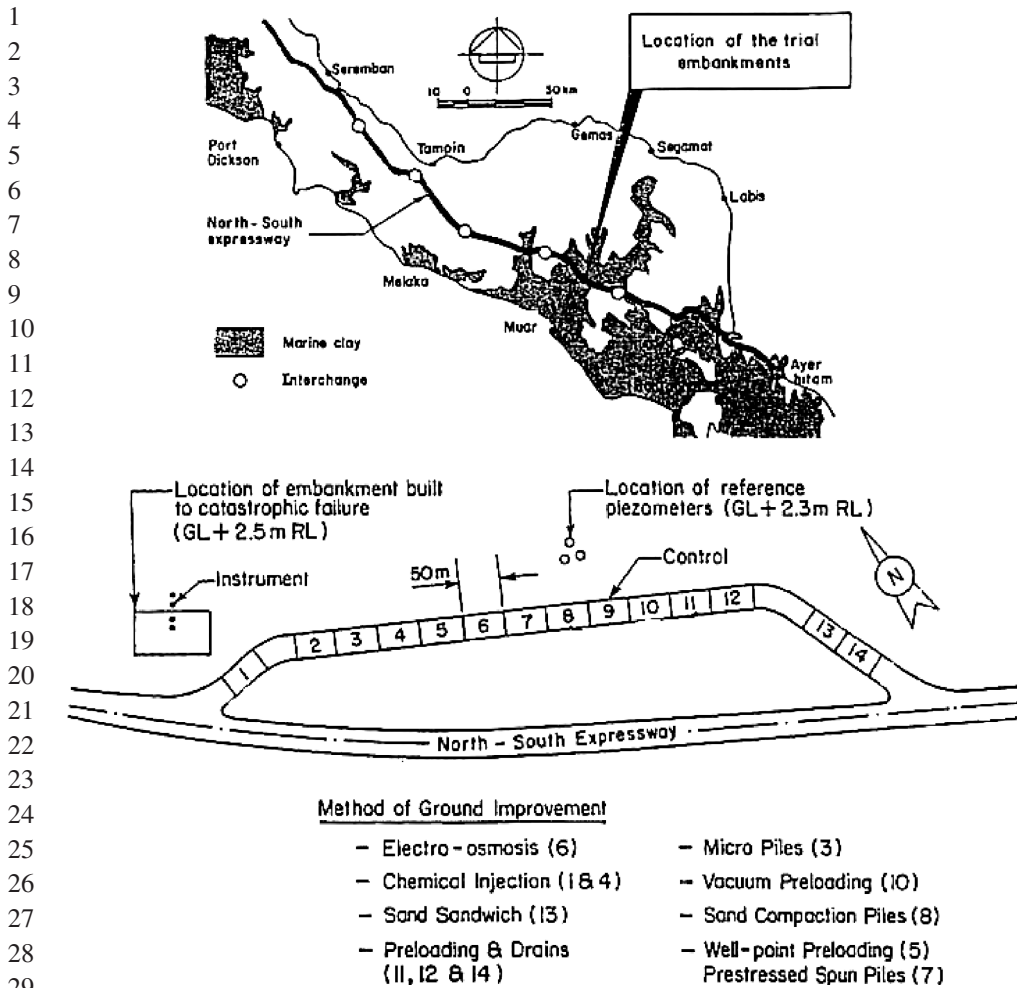 1
2
3
4
5
6
7
8
9
10
11
12
13
14
15
16
17
18
19
20
21
22
23
24
25
26
27
28
29
Location of the trial
embankments
Seremban
10 0 30 km
Port
Dickson
Tampin
Gemas
Segamat
Labis
North - South
expressway
Melaka
Muar
Ayer
hitam
Marine clay
Interchange
Location of embankment built
to catastrophic failure
(GL + 2.5 m RL)
Instrument
50m
Location of reference
piezometers (GL + 2.3 m RL)
Control
N
1 2 3 4 5 6 7 8 9 10 11 12 13 14
North - South Expressway
Method of Ground Improvement
- Electro-osmosis (6)
- Chemical Injection (1 & 4)
- Sand Sandwich (13)
- Preloading & Drains
(11, 12 & 14)
- Micro Piles (3)
- Vacuum Preloading (10)
- Sand Compaction Piles (8)
- Well-point Preloading (5)
Prestressed Spun Piles (7)